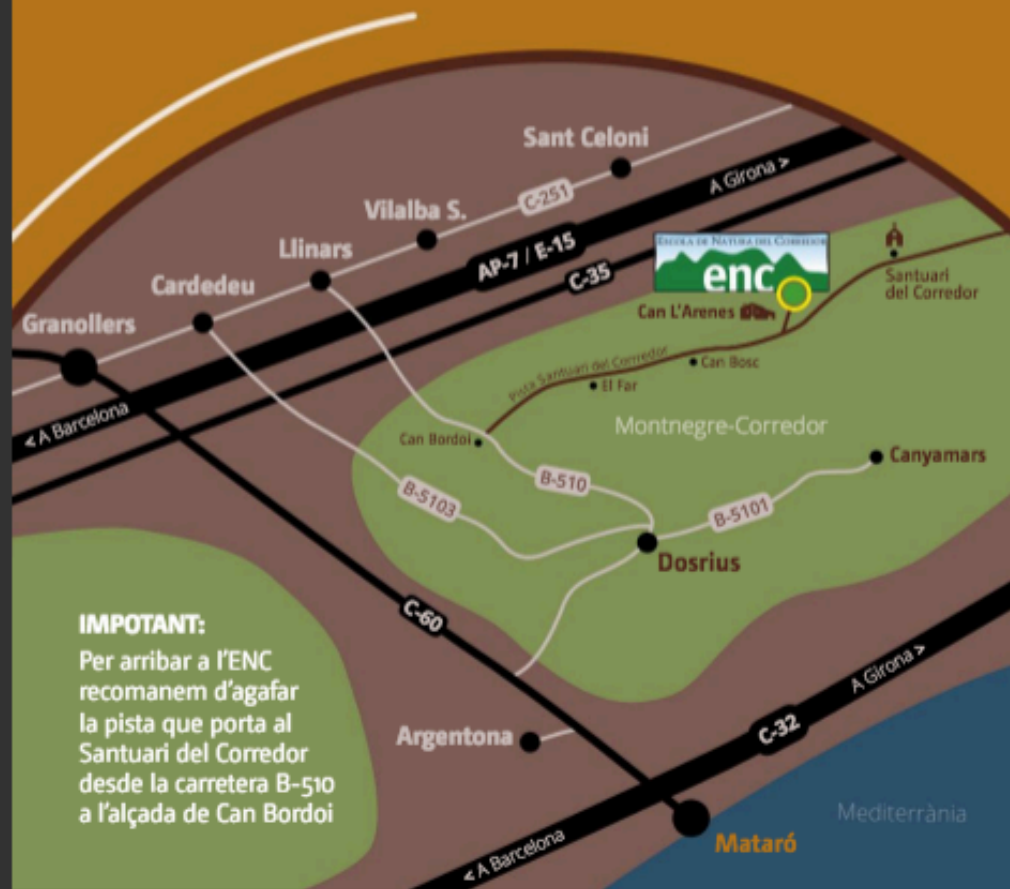 Sant Celoni
C-251
A Girona >
Vilalba S.
Llinars
AP-7 / E-15
C-35
Cardedeu
Granollers
< A Barcelona
ESCOLA DE NATURA DEL CORREDOR
enc
Can L'Arenes
Santuari
del Corredor
Pista Santuari del Corredor
Can Bosc
El Far
Montnegre-Corredor
Can Bordoi
Canyamars
B-510
B-5103
B-5101
Dosrius
C-60
IMPOTANT:
Per arribar a l'ENC
recomanem d'agafar
la pista que porta al
Santuari del Corredor
desde la carretera B-510
a l'alçada de Can Bordoi
Argentona
A Girona >
C-32
Mediterrània
Mataró
< A Barcelona